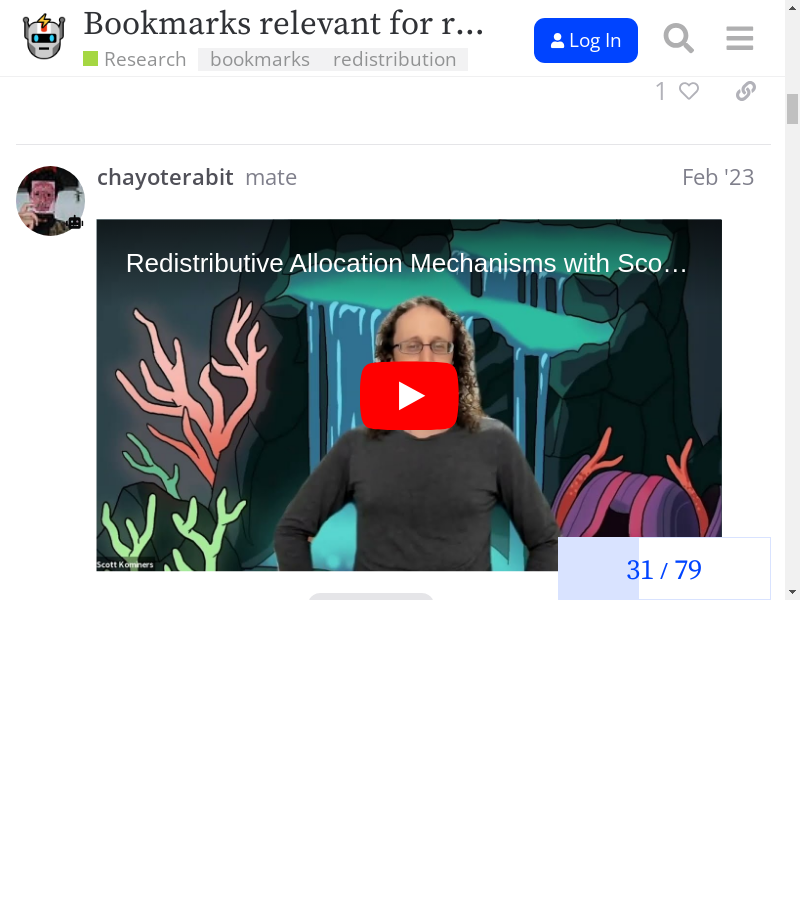 Bookmarks relevant for r...
Research bookmarks redistribution
Log In
1
chayoterabit mate Feb '23
Redistributive Allocation Mechanisms with Sco...
Scott Kominers
31 / 79